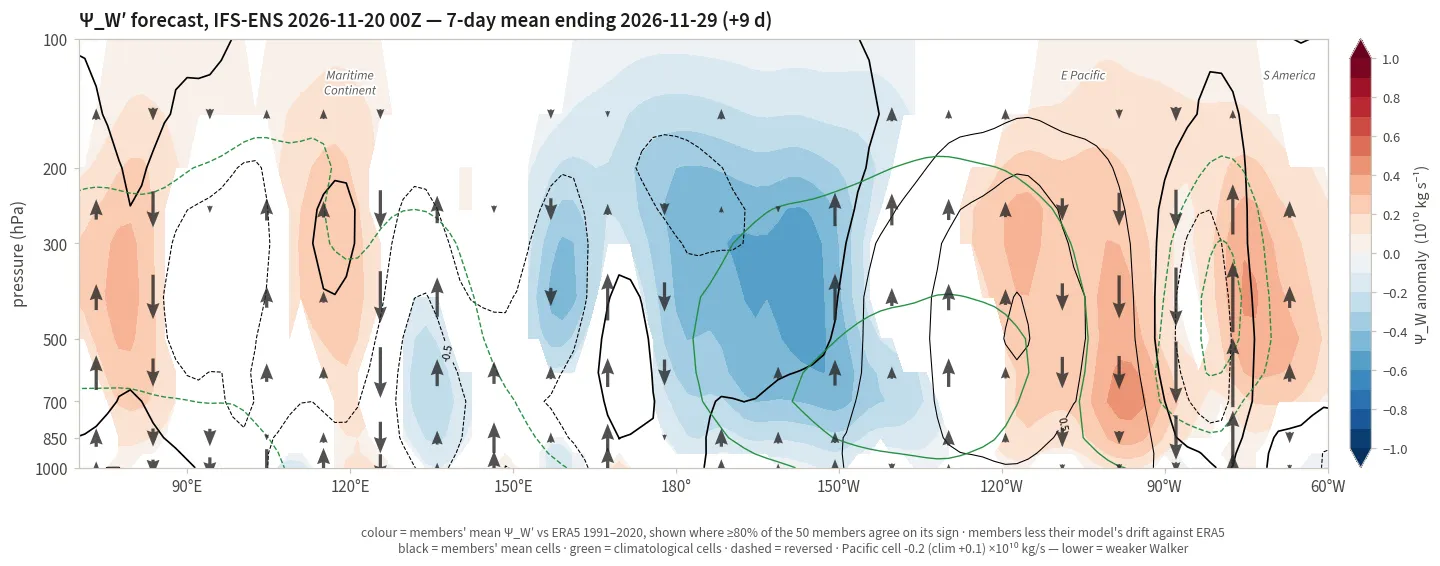 Ψ_W′ forecast, IFS-ENS 2026-11-20 00Z — 7-day mean ending 2026-11-29 (+9 d)
100
200
300
400
500
700
850
1000
pressure (hPa)
Maritime
Continent
E Pacific
S America
-0.5
0.5
90°E
120°E
150°E
180°
150°W
120°W
90°W
60°W
1.0
0.8
0.6
0.4
0.2
0.0
−0.2
−0.4
−0.6
−0.8
−1.0
Ψ_W anomaly (10¹⁰ kg s⁻¹)
colour = members' mean Ψ_W′ vs ERA5 1991–2020, shown where ≥80% of the 50 members agree on its sign · members less their model's drift against ERA5
black = members' mean cells · green = climatological cells · dashed = reversed · Pacific cell -0.2 (clim +0.1) ×10¹⁰ kg/s — lower = weaker Walker